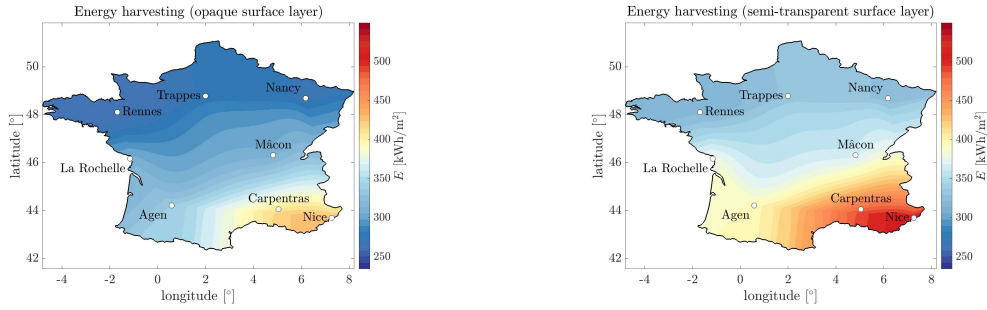 Energy harvesting (opaque surface layer)
50
48
46
44
42
latitude [°]
-4 -2 0 2 4 6 8
longitude [°]
Trappes
Nancy
Rennes
Mâcon
La Rochelle
Carpentras
Agen
Nice
500
450
400
350
300
250
E [kWh/m²]
Energy harvesting (semi-transparent surface layer)
50
48
46
44
42
latitude [°]
-4 -2 0 2 4 6 8
longitude [°]
Trappes
Nancy
Rennes
Mâcon
La Rochelle
Carpentras
Agen
Nice
500
450
400
350
300
250
E [kWh/m²]